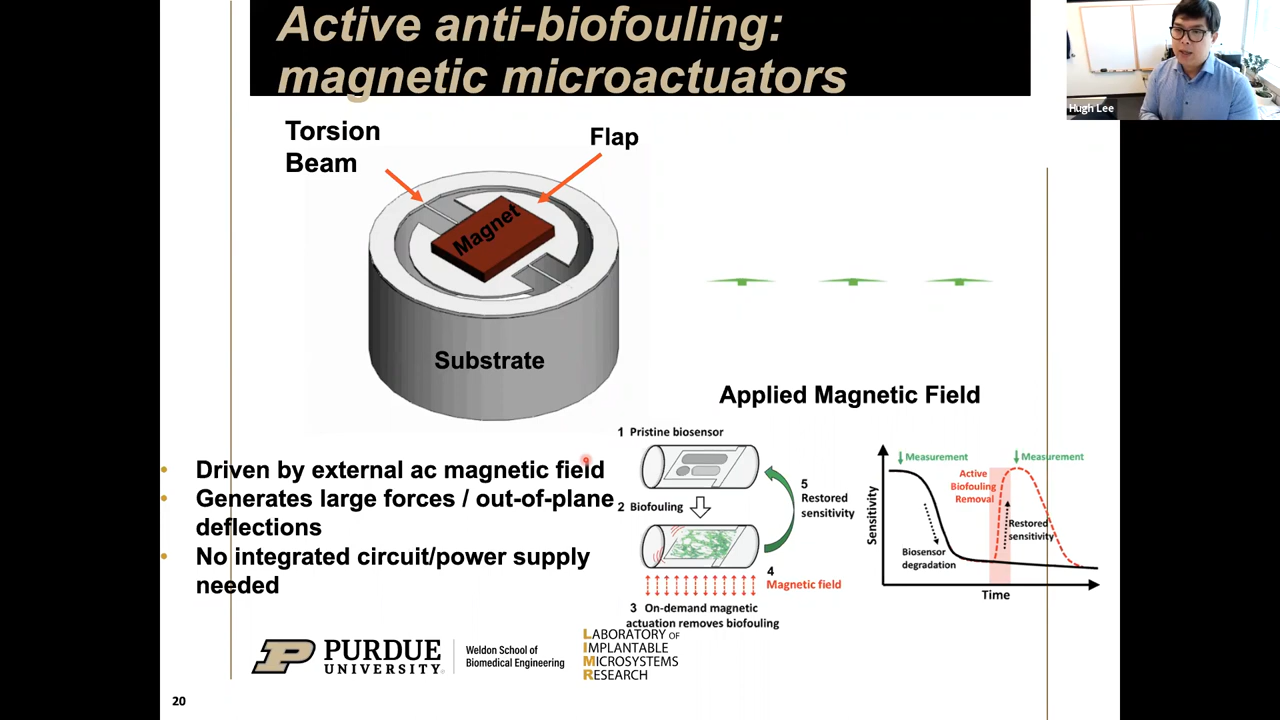 Active anti-biofouling:
magnetic microactuators
Hugh Lee
Torsion
Beam
Flap
Magnet
Substrate
Applied Magnetic Field
• Driven by external ac magnetic field
• Generates large forces / out-of-plane
deflections
• No integrated circuit/power supply
needed
1 Pristine biosensor
2 Biofouling
5
Restored
sensitivity
4
Magnetic field
3 On-demand magnetic
actuation removes biofouling
Sensitivity
Measurement
Measurement
Active
Biofouling
Removal
Restored
sensitivity
Biosensor
degradation
Time
P PURDUE
UNIVERSITY
Weldon School of
Biomedical Engineering
LABORATORY OF
IMPLANTABLE
MICROSYSTEMS
RESEARCH
20